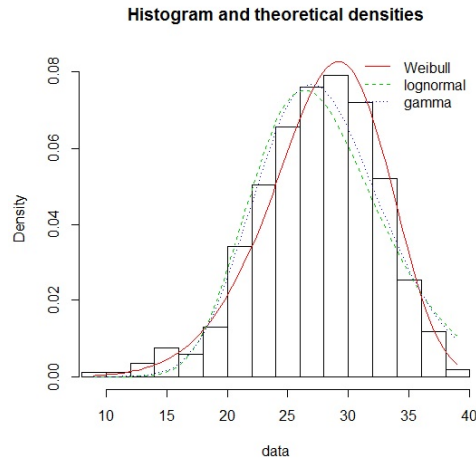 Histogram and theoretical densities
Density
0.00
0.02
0.04
0.06
0.08
Weibull
lognormal
gamma
10
15
20
25
30
35
40
data